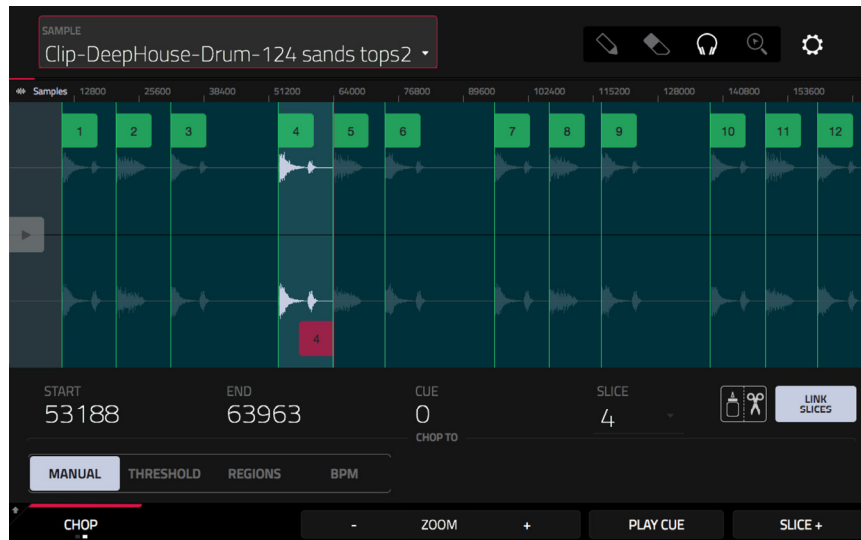 SAMPLE
Clip-DeepHouse-Drum-124 sands tops2
Samples 12800 25600 38400 51200 64000 76800 89600 102400 115200 128000 140800 153600
1 2 3 4 5 6 7 8 9 10 11 12
4
START END CUE SLICE
53188 63963 0 4
LINK SLICES
CHOP TO
MANUAL THRESHOLD REGIONS BPM
CHOP - ZOOM + PLAY CUE SLICE +